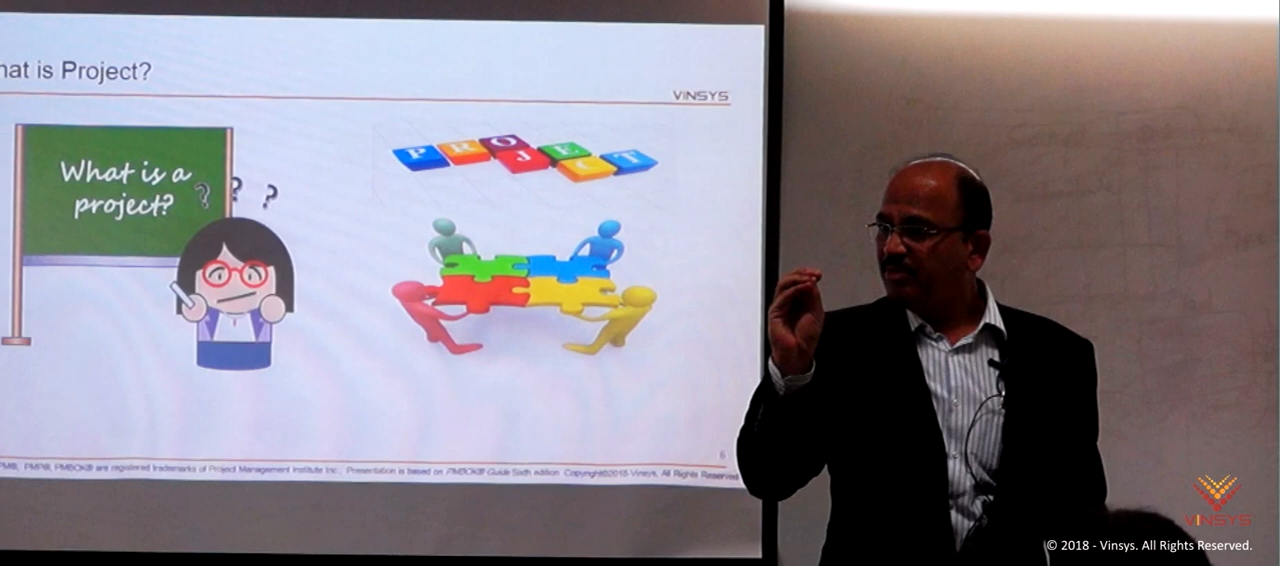 hat is Project?
VINSYS
What is a
project?
? ? ?
PROJECT
6
PMI®, PMP®, PMBOK® are registered trademarks of Project Management Institute Inc.; Presentation is based on PMBOK® Guide Sixth edition Copyright©2018 Vinsys, All Rights Reserved
VINSYS
© 2018 - Vinsys. All Rights Reserved.